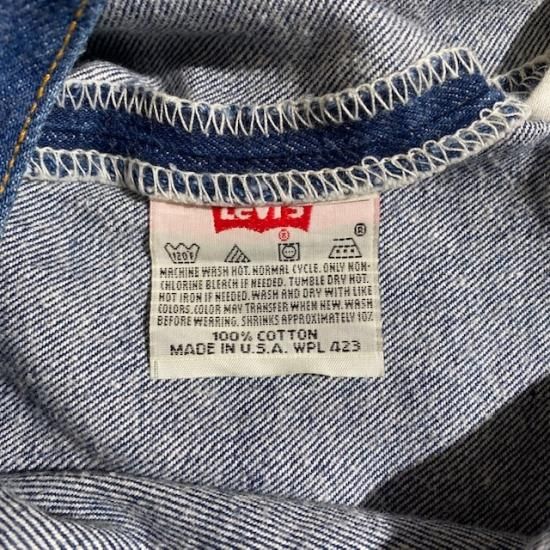 Levi's
®
120°F
®
MACHINE WASH HOT. NORMAL CYCLE. ONLY NON-
CHLORINE BLEACH IF NEEDED. TUMBLE DRY HOT.
HOT IRON IF NEEDED. WASH AND DRY WITH LIKE
COLORS. COLOR MAY TRANSFER WHEN NEW. WASH
BEFORE WEARING. SHRINKS APPROXIMATELY 10%
100% COTTON
MADE IN U.S.A. WPL 423